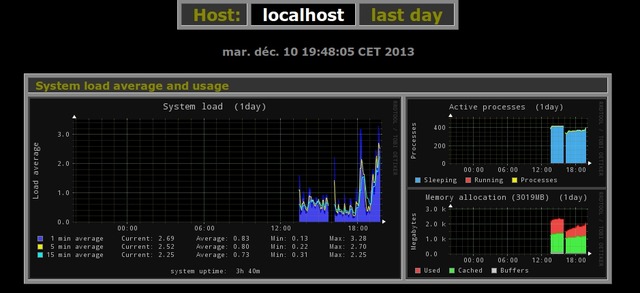 Host: localhost last day
mar. déc. 10 19:48:05 CET 2013
System load average and usage
System load (1day)
Load average
3.0
2.0
1.0
0.0
00:00 06:00 12:00 18:00
1 min average Current: 2.69 Average: 0.83 Min: 0.13 Max: 3.28
5 min average Current: 2.52 Average: 0.80 Min: 0.22 Max: 2.70
15 min average Current: 2.25 Average: 0.73 Min: 0.31 Max: 2.25
system uptime: 3h 40m
RRDTOOL / TOBI OETIKER
Active processes (1day)
Processes
400
200
0
00:00 06:00 12:00 18:00
Sleeping Running Processes
RRDTOOL / TOBI OETIKER
Memory allocation (3019MB) (1day)
Megabytes
3.0 k
2.0 k
1.0 k
0.0
00:00 06:00 12:00 18:00
Used Cached Buffers
RRDTOOL / TOBI OETIKER